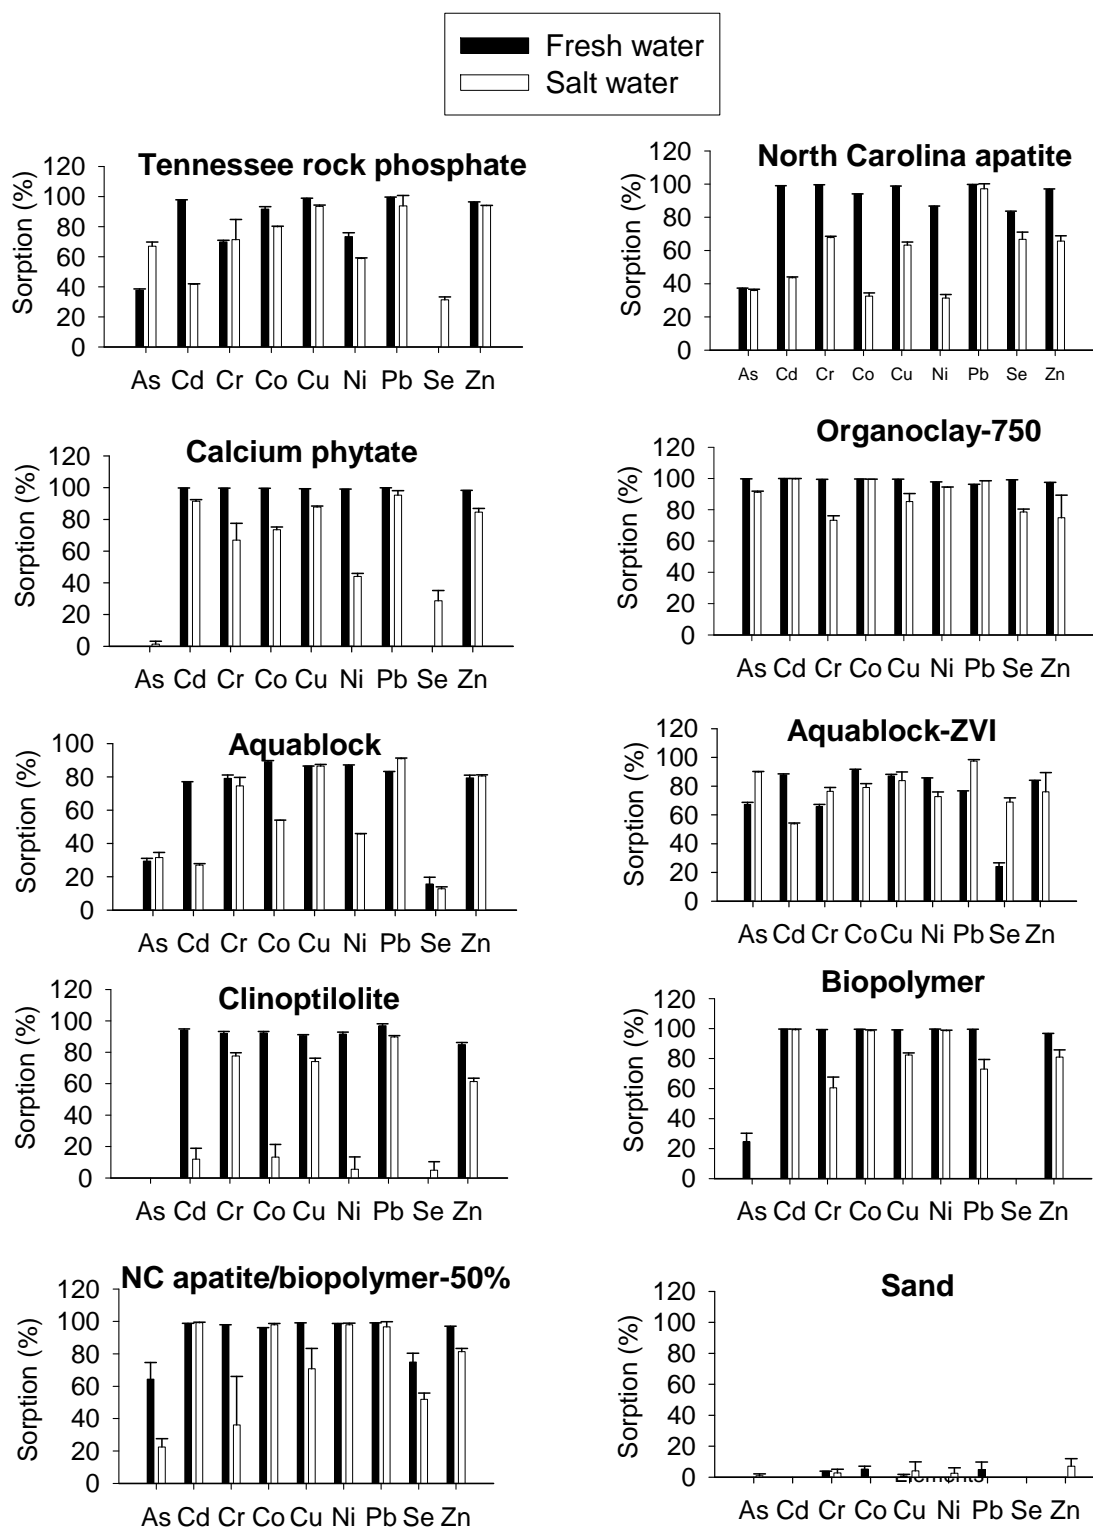 Fresh water
Salt water
Tennessee rock phosphate
Sorption (%)
120
100
80
60
40
20
0
As Cd Cr Co Cu Ni Pb Se Zn
North Carolina apatite
Sorption (%)
120
100
80
60
40
20
0
As Cd Cr Co Cu Ni Pb Se Zn
Calcium phytate
Sorption (%)
120
100
80
60
40
20
0
As Cd Cr Co Cu Ni Pb Se Zn
Organoclay-750
Sorption (%)
120
100
80
60
40
20
0
As Cd Cr Co Cu Ni Pb Se Zn
Aquablock
Sorption (%)
100
80
60
40
20
0
As Cd Cr Co Cu Ni Pb Se Zn
Aquablock-ZVI
Sorption (%)
120
100
80
60
40
20
0
As Cd Cr Co Cu Ni Pb Se Zn
Clinoptilolite
Sorption (%)
120
100
80
60
40
20
0
As Cd Cr Co Cu Ni Pb Se Zn
Biopolymer
Sorption (%)
120
100
80
60
40
20
0
As Cd Cr Co Cu Ni Pb Se Zn
NC apatite/biopolymer-50%
Sorption (%)
120
100
80
60
40
20
0
As Cd Cr Co Cu Ni Pb Se Zn
Sand
Sorption (%)
120
100
80
60
40
20
0
Elements
As Cd Cr Co Cu Ni Pb Se Zn